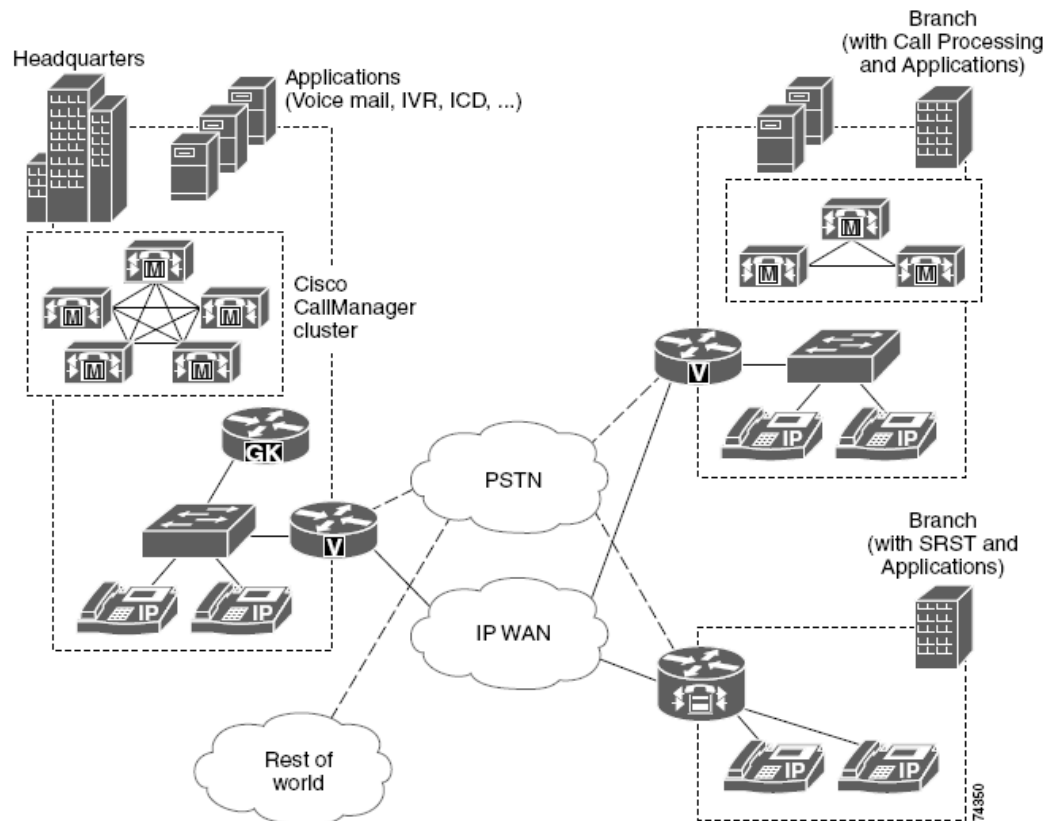 Headquarters
Applications
(Voice mail, IVR, ICD, ...)
M
M
M
M
M
Cisco
CallManager
cluster
GK
V
IP
IP
PSTN
IP WAN
Rest of
world
Branch
(with Call Processing
and Applications)
M
M
M
V
IP
IP
Branch
(with SRST and
Applications)
IP
IP
74350